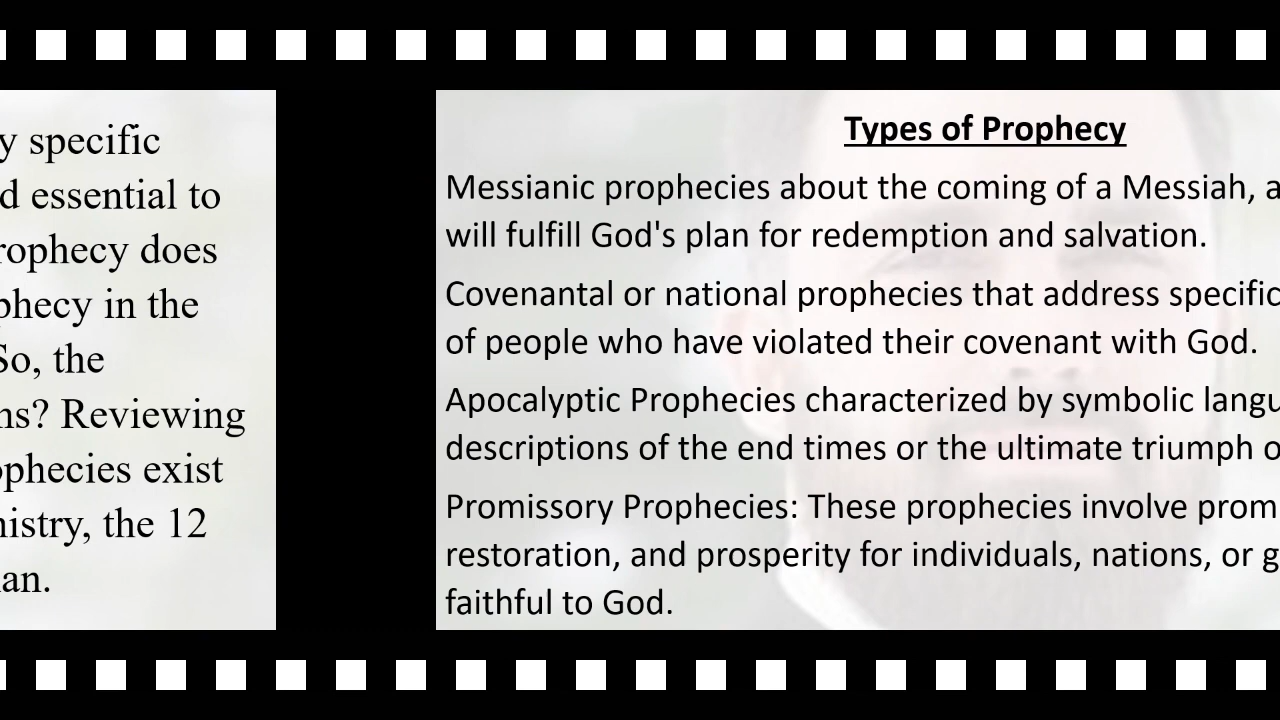 y specific
d essential to
rophecy does
phecy in the
So, the
ns? Reviewing
ophecies exist
nistry, the 12
an.
Types of Prophecy
Messianic prophecies about the coming of a Messiah, a
will fulfill God's plan for redemption and salvation.
Covenantal or national prophecies that address specific
of people who have violated their covenant with God.
Apocalyptic Prophecies characterized by symbolic langu
descriptions of the end times or the ultimate triumph o
Promissory Prophecies: These prophecies involve prom
restoration, and prosperity for individuals, nations, or g
faithful to God.